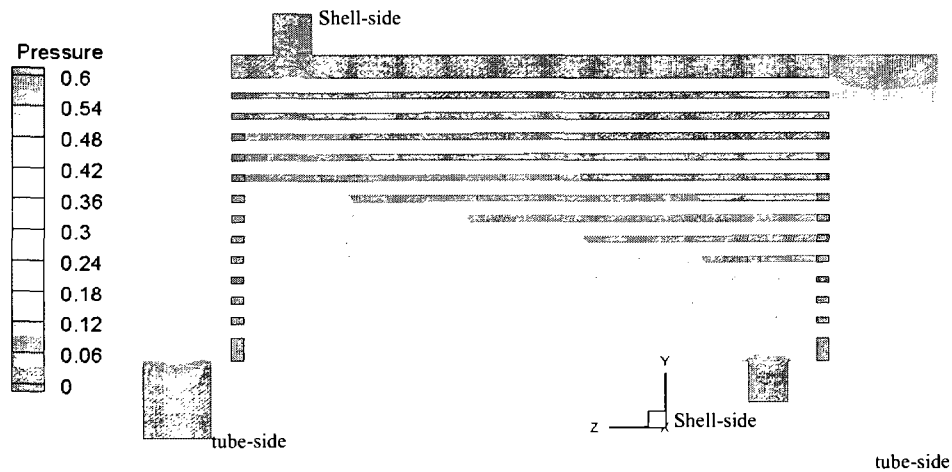 Shell-side
Pressure
0.6
0.54
0.48
0.42
0.36
0.3
0.24
0.18
0.12
0.06
0
Y
Z
X
Shell-side
tube-side
tube-side